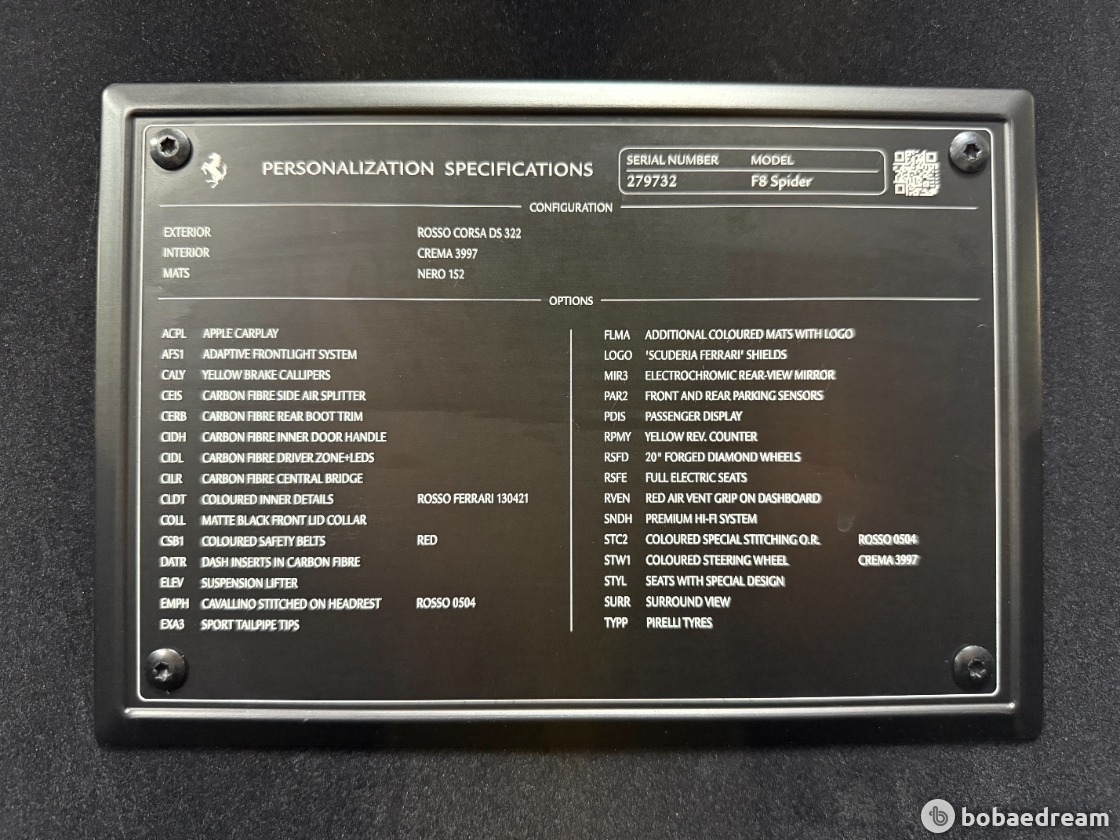 PERSONALIZATION SPECIFICATIONS
SERIAL NUMBER MODEL
279732 F8 Spider
CONFIGURATION
EXTERIOR ROSSO CORSA DS 322
INTERIOR CREMA 3997
MATS NERO 152
OPTIONS
ACPL APPLE CARPLAY
AFS1 ADAPTIVE FRONTLIGHT SYSTEM
CALY YELLOW BRAKE CALLIPERS
CEIS CARBON FIBRE SIDE AIR SPLITTER
CERB CARBON FIBRE REAR BOOT TRIM
CIDH CARBON FIBRE INNER DOOR HANDLE
CIDL CARBON FIBRE DRIVER ZONE+LEDS
CILR CARBON FIBRE CENTRAL BRIDGE
CLDT COLOURED INNER DETAILS ROSSO FERRARI 130421
COLL MATTE BLACK FRONT LID COLLAR
CSB1 COLOURED SAFETY BELTS RED
DATR DASH INSERTS IN CARBON FIBRE
ELEV SUSPENSION LIFTER
EMPH CAVALLINO STITCHED ON HEADREST ROSSO 0504
EXA3 SPORT TAILPIPE TIPS
FLMA ADDITIONAL COLOURED MATS WITH LOGO
LOGO 'SCUDERIA FERRARI' SHIELDS
MIR3 ELECTROCHROMIC REAR-VIEW MIRROR
PAR2 FRONT AND REAR PARKING SENSORS
PDIS PASSENGER DISPLAY
RPMY YELLOW REV. COUNTER
RSFD 20" FORGED DIAMOND WHEELS
RSFE FULL ELECTRIC SEATS
RVEN RED AIR VENT GRIP ON DASHBOARD
SNDH PREMIUM HI-FI SYSTEM
STC2 COLOURED SPECIAL STITCHING Q.R. ROSSO 0504
STW1 COLOURED STEERING WHEEL CREMA 3997
STYL SEATS WITH SPECIAL DESIGN
SURR SURROUND VIEW
TYPP PIRELLI TYRES
bobaedream